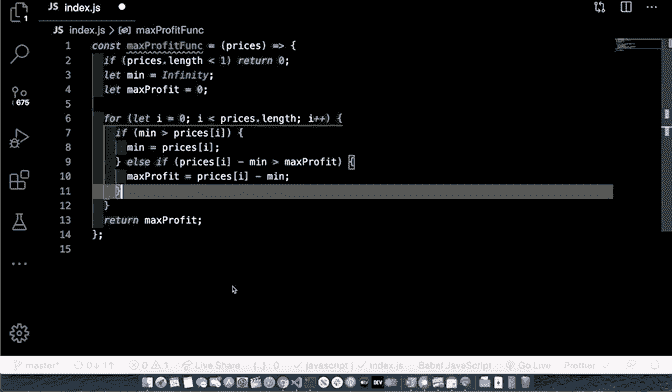 JS index.js
JS index.js > maxProfitFunc
1 const maxProfitFunc = (prices) => {
2 if (prices.length < 1) return 0;
3 let min = Infinity;
4 let maxProfit = 0;
5
6 for (let i = 0; i < prices.length; i++) {
7 if (min > prices[i]) {
8 min = prices[i];
9 } else if (prices[i] - min > maxProfit) {
10 maxProfit = prices[i] - min;
11 }
12 }
13 return maxProfit;
14 };
15
1
675
1
master* 0 1 Live Share javascript index.js Babel JavaScript Go Live Prettier
DEV